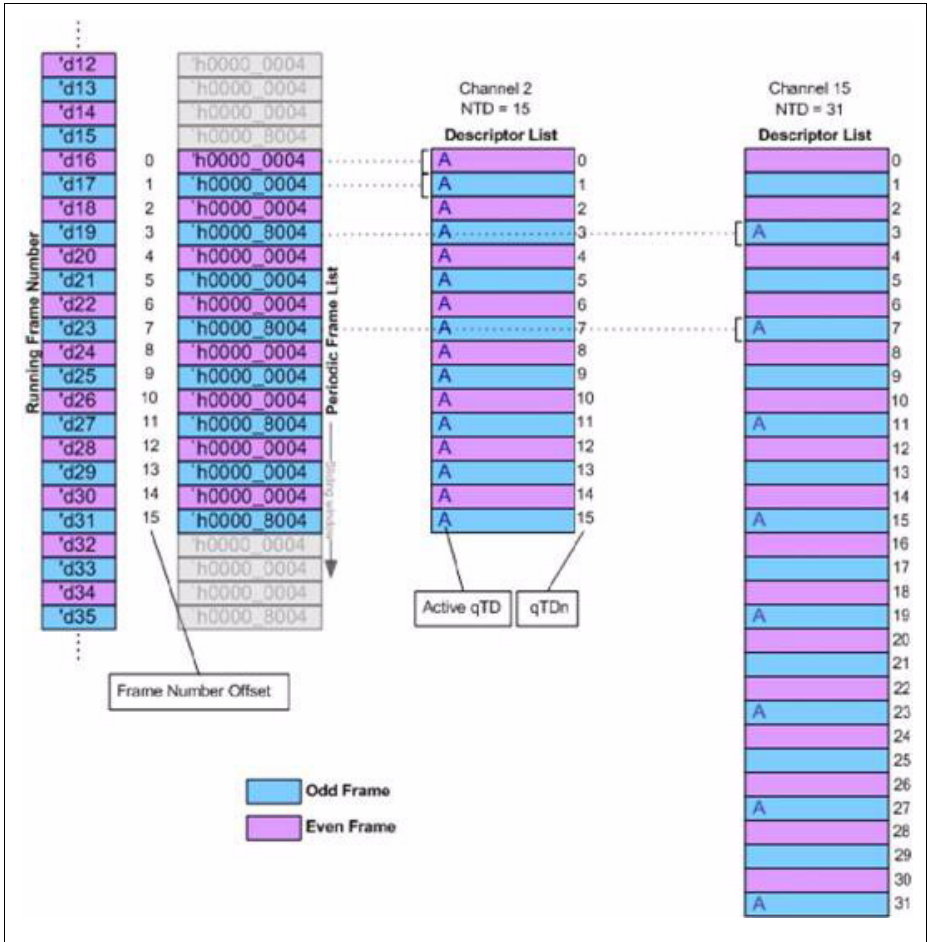 'd12 'h0000_0004
'd13 'h0000_0004
'd14 'h0000_0004
'd15 'h0000_8004
Channel 2
NTD = 15
Descriptor List
Channel 15
NTD = 31
Descriptor List
'd16 0 'h0000_0004 A 0 0
'd17 1 'h0000_0004 A 1 1
'd18 2 'h0000_0004 A 2 2
'd19 3 'h0000_8004 A 3 A 3
'd20 4 'h0000_0004 A 4 4
'd21 5 'h0000_0004 A 5 5
'd22 6 'h0000_0004 A 6 6
'd23 7 'h0000_8004 A 7 A 7
'd24 8 'h0000_0004 A 8 8
'd25 9 'h0000_0004 A 9 9
'd26 10 'h0000_0004 A 10 10
'd27 11 'h0000_8004 A 11 A 11
'd28 12 'h0000_0004 A 12 12
'd29 13 'h0000_0004 A 13 13
'd30 14 'h0000_0004 A 14 14
'd31 15 'h0000_8004 A 15 A 15
'd32 'h0000_0004 16
'd33 'h0000_0004 17
'd34 'h0000_0004 18
'd35 'h0000_8004 A 19
Running Frame Number
Periodic Frame List
Sliding window
Active qTD
qTDn
Frame Number Offset
20
21
22
A 23
24
25
26
A 27
28
29
30
A 31
Odd Frame
Even Frame